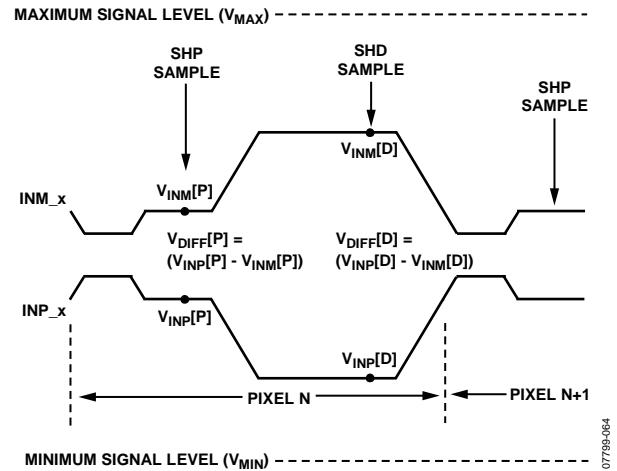 MAXIMUM SIGNAL LEVEL (VMAX)
SHP
SAMPLE
SHD
SAMPLE
SHP
SAMPLE
VINM[D]
INM_x
VINM[P]
VDIFF[P] =
(VINP[P] - VINM[P])
VDIFF[D] =
(VINP[D] - VINM[D])
INP_x
VINP[P]
VINP[D]
PIXEL N
PIXEL N+1
MINIMUM SIGNAL LEVEL (VMIN)
07799-064